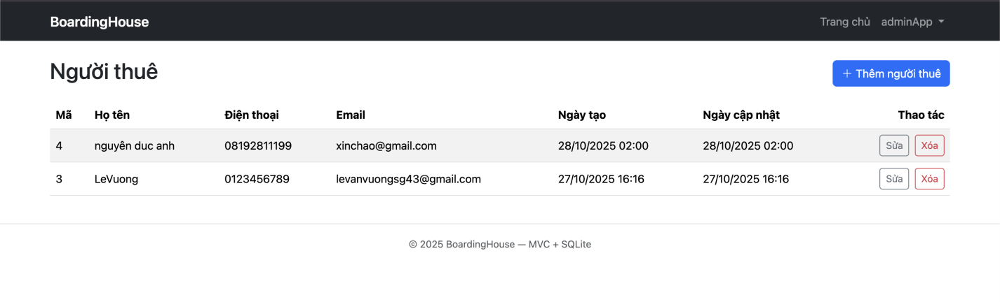 BoardingHouse Trang chủ adminApp
Người thuê + Thêm người thuê
Mã Họ tên Điện thoại Email Ngày tạo Ngày cập nhật Thao tác
4 nguyên duc anh 08192811199 xinchao@gmail.com 28/10/2025 02:00 28/10/2025 02:00 Sửa Xóa
3 LeVuong 0123456789 levanvuongsg43@gmail.com 27/10/2025 16:16 27/10/2025 16:16 Sửa Xóa
© 2025 BoardingHouse — MVC + SQLite